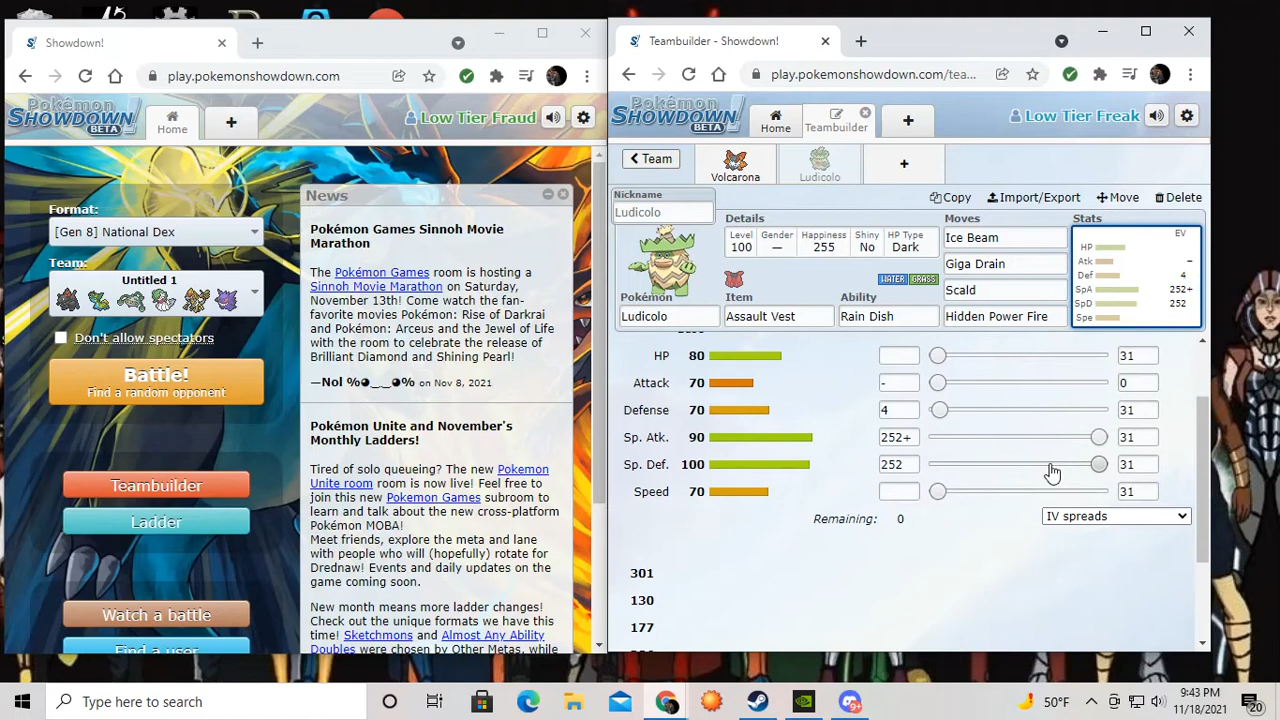 Showdown!
play.pokemonshowdown.com
Pokémon
SHOWDOWN
BETA
Home
Low Tier Fraud
Format:
[Gen 8] National Dex
Team:
Untitled 1
Don't allow spectators
Battle!
Find a random opponent
Teambuilder
Ladder
Watch a battle
Find a user
News
Pokémon Games Sinnoh Movie
Marathon
The Pokémon Games room is hosting a
Sinnoh Movie Marathon on Saturday,
November 13th! Come watch the fan-
favorite movies Pokémon: Rise of Darkrai
and Pokémon: Arceus and the Jewel of Life
with the room to celebrate the release of
Brilliant Diamond and Shining Pearl!
—Nol %◕‿‿◕% on Nov 8, 2021
Pokémon Unite and November's
Monthly Ladders!
Tired of solo queueing? The new Pokemon
Unite room room is now live! Feel free to
join this new Pokemon Games subroom to
learn and talk about the new cross-platform
Pokémon MOBA!
Meet friends, explore the meta and lane
with people who will (hopefully) rotate for
Drednaw! Events and daily updates on the
game coming soon.
New month means more ladder changes!
Check out the unique formats we have this
time! Sketchmons and Almost Any Ability
Doubles were chosen by Other Metas, while
Teambuilder - Showdown!
play.pokemonshowdown.com/tea...
Pokémon
SHOWDOWN
BETA
Home
Teambuilder
Low Tier Freak
Team
Volcarona
Ludicolo
Copy
Import/Export
Move
Delete
Nickname
Ludicolo
Details
Level
100
Gender
—
Happiness
255
Shiny
No
HP Type
Dark
WATER GRASS
Pokémon
Ludicolo
Item
Assault Vest
Ability
Rain Dish
Moves
Ice Beam
Giga Drain
Scald
Hidden Power Fire
Stats
EV
HP
Atk –
Def 4
SpA 252+
SpD 252
Spe
HP 80 31
Attack 70 - 0
Defense 70 4 31
Sp. Atk. 90 252+ 31
Sp. Def. 100 252 31
Speed 70 31
Remaining: 0
IV spreads
301
130
177
Type here to search
50°F
9:43 PM
11/18/2021
20